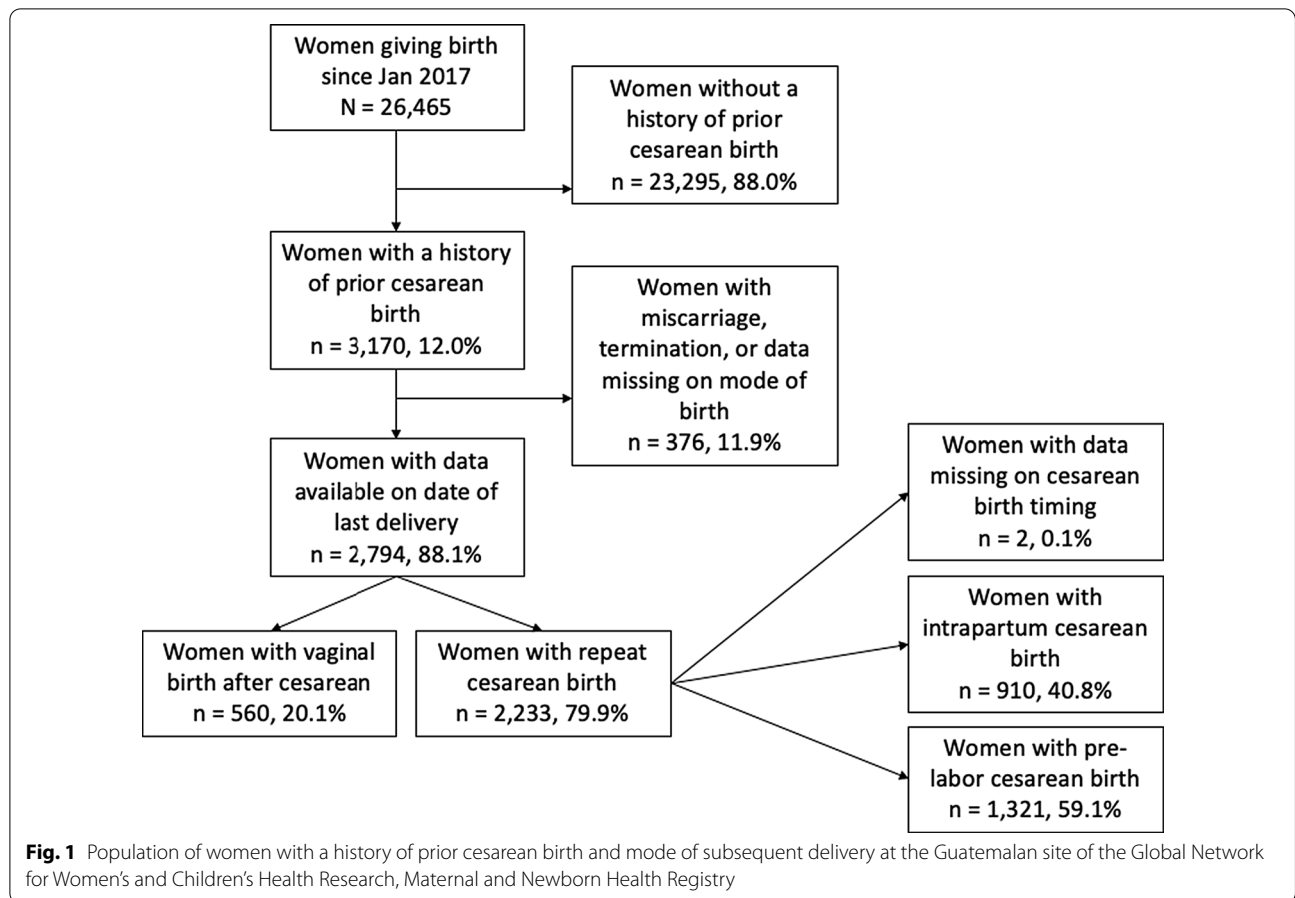 Women giving birth
since Jan 2017
N = 26,465
Women without a
history of prior
cesarean birth
n = 23,295, 88.0%
Women with a history
of prior cesarean
birth
n = 3,170, 12.0%
Women with
miscarriage,
termination, or data
missing on mode of
birth
n = 376, 11.9%
Women with data
available on date of
last delivery
n = 2,794, 88.1%
Women with vaginal
birth after cesarean
n = 560, 20.1%
Women with repeat
cesarean birth
n = 2,233, 79.9%
Women with data
missing on cesarean
birth timing
n = 2, 0.1%
Women with
intrapartum cesarean
birth
n = 910, 40.8%
Women with pre-
labor cesarean birth
n = 1,321, 59.1%
Fig. 1 Population of women with a history of prior cesarean birth and mode of subsequent delivery at the Guatemalan site of the Global Network
for Women's and Children's Health Research, Maternal and Newborn Health Registry